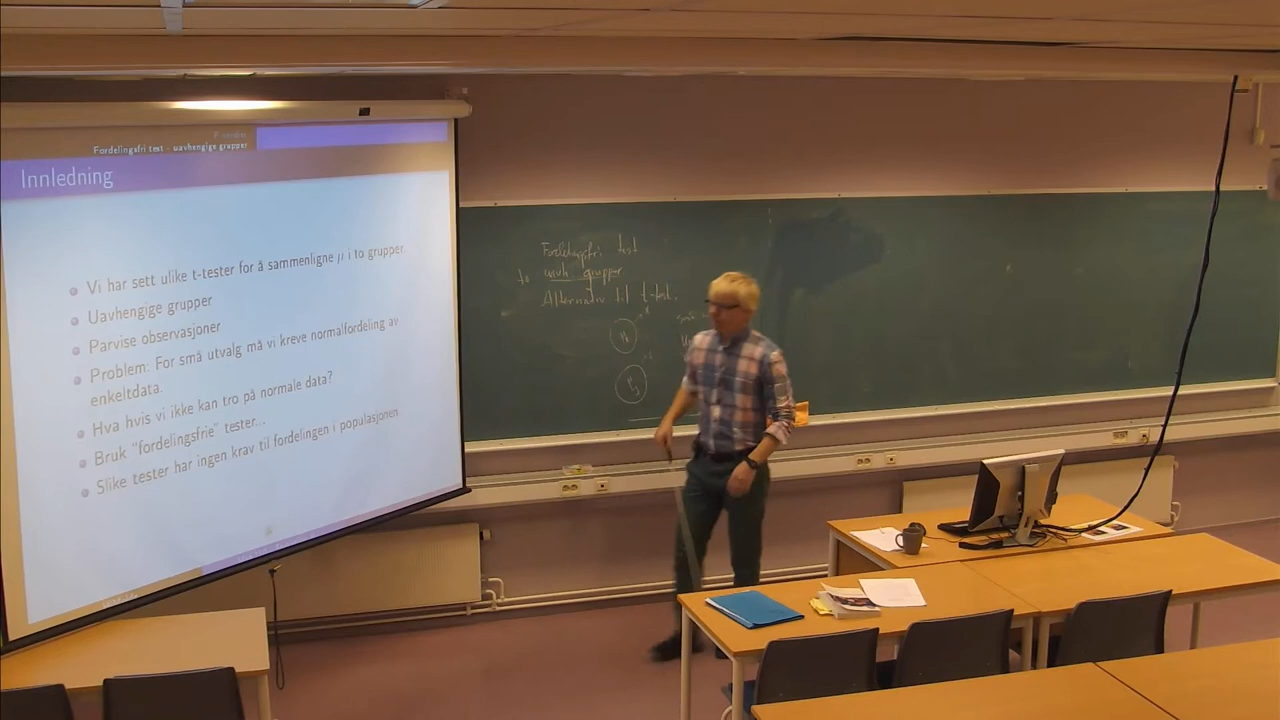 Fordelingsfri test - uavhengige grupper
Innledning
Vi har sett ulike t-tester for å sammenligne μ i to grupper.
Uavhengige grupper
Parvise observasjoner
Problem: For små utvalg må vi kreve normalfordeling av
enkeltdata.
Hva hvis vi ikke kan tro på normale data?
Bruk "fordelingsfrie" tester...
Slike tester har ingen krav til fordelingen i populasjonen
Fordelingsfri test
to uavh. grupper
Alternativ til t-test.